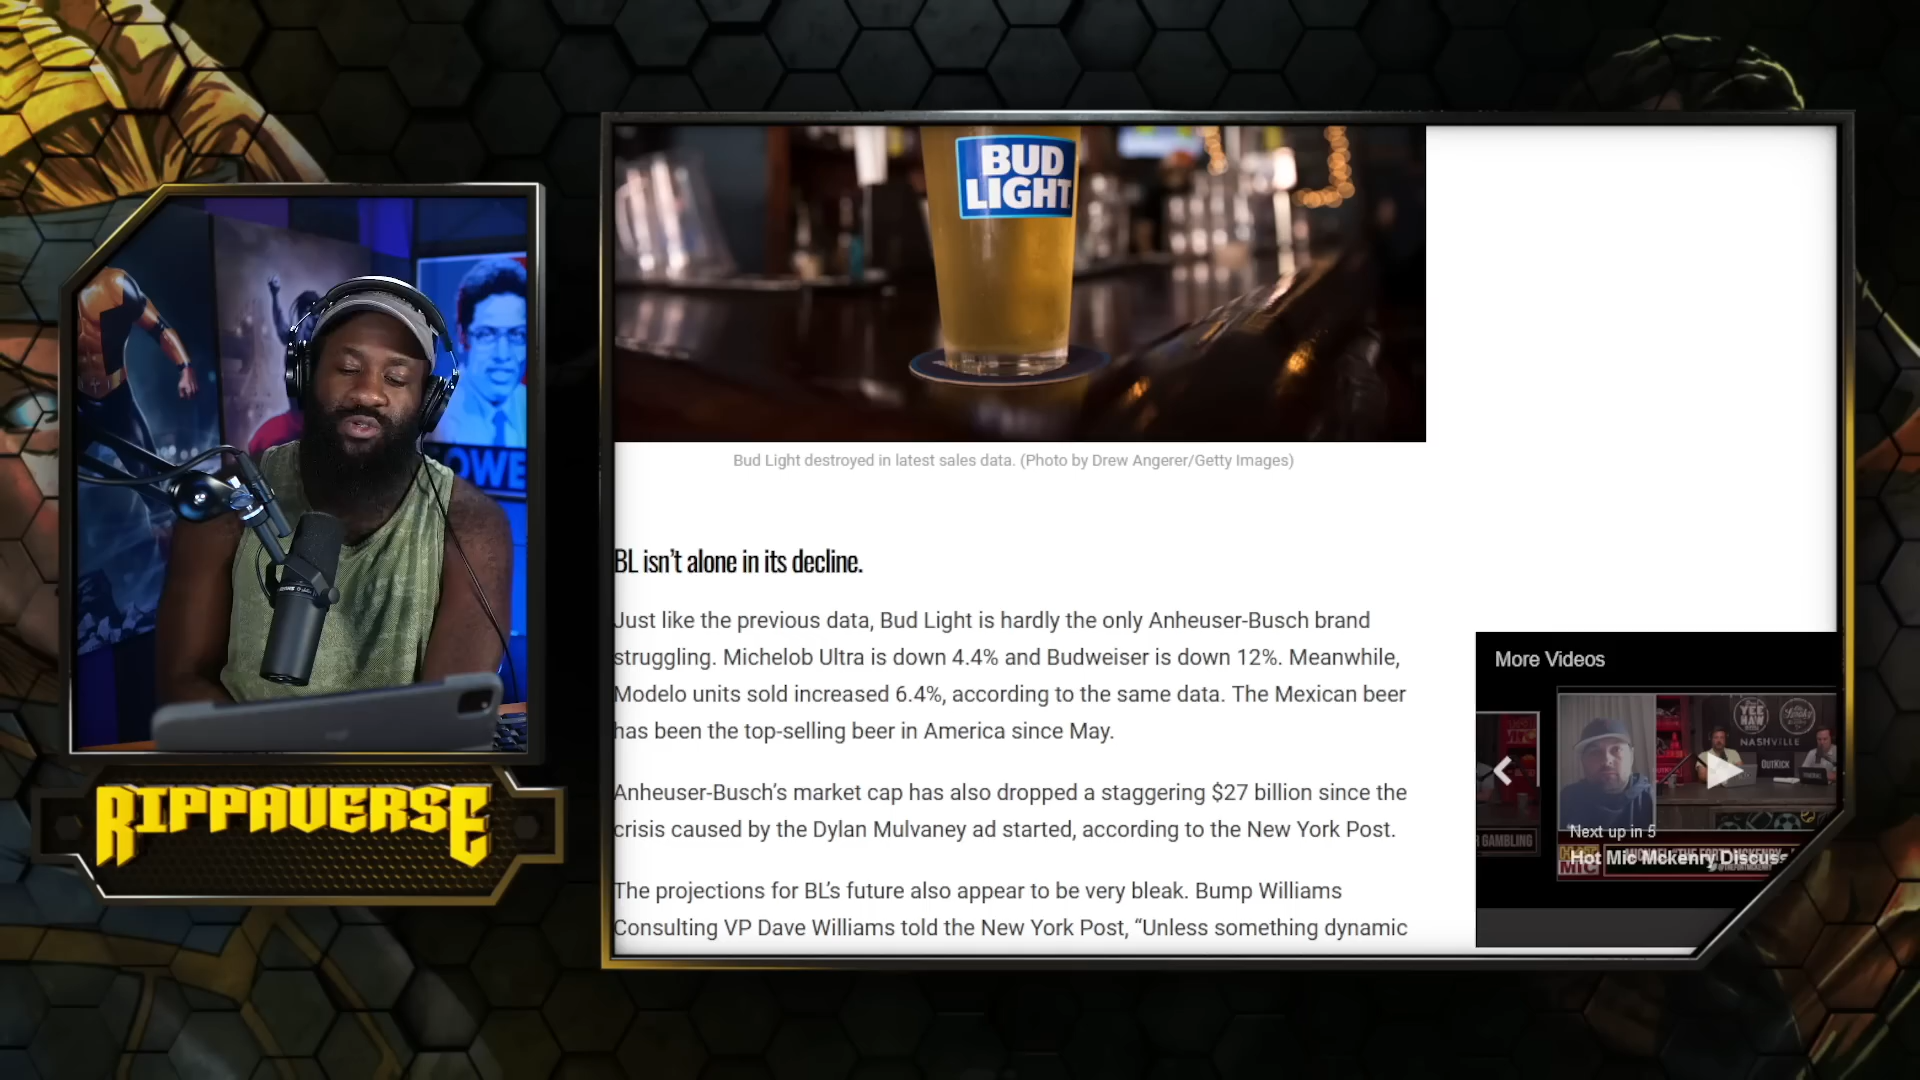 BUD
LIGHT
Bud Light destroyed in latest sales data. (Photo by Drew Angerer/Getty Images)
BL isn't alone in its decline.
Just like the previous data, Bud Light is hardly the only Anheuser-Busch brand
struggling. Michelob Ultra is down 4.4% and Budweiser is down 12%. Meanwhile,
Modelo units sold increased 6.4%, according to the same data. The Mexican beer
has been the top-selling beer in America since May.
Anheuser-Busch's market cap has also dropped a staggering $27 billion since the
crisis caused by the Dylan Mulvaney ad started, according to the New York Post.
The projections for BL's future also appear to be very bleak. Bump Williams
Consulting VP Dave Williams told the New York Post, “Unless something dynamic
More Videos
YEE
HAW
NASHVILLE
OUTKICK
GAMBLING
Next up in 5
Hot Mic Mckenry Discuss
OWE
RIPPAVERSE